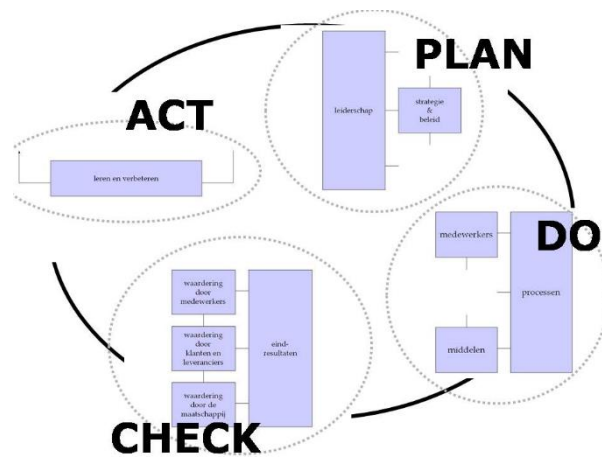 PLAN
leiderschap
strategie
&
beleid
ACT
leren en verbeteren
DO
medewerkers
processen
middelen
waardering
door
medewerkers
waardering
door
klanten en
leveranciers
waardering
door de
maatschappij
eind-
resultaten
CHECK